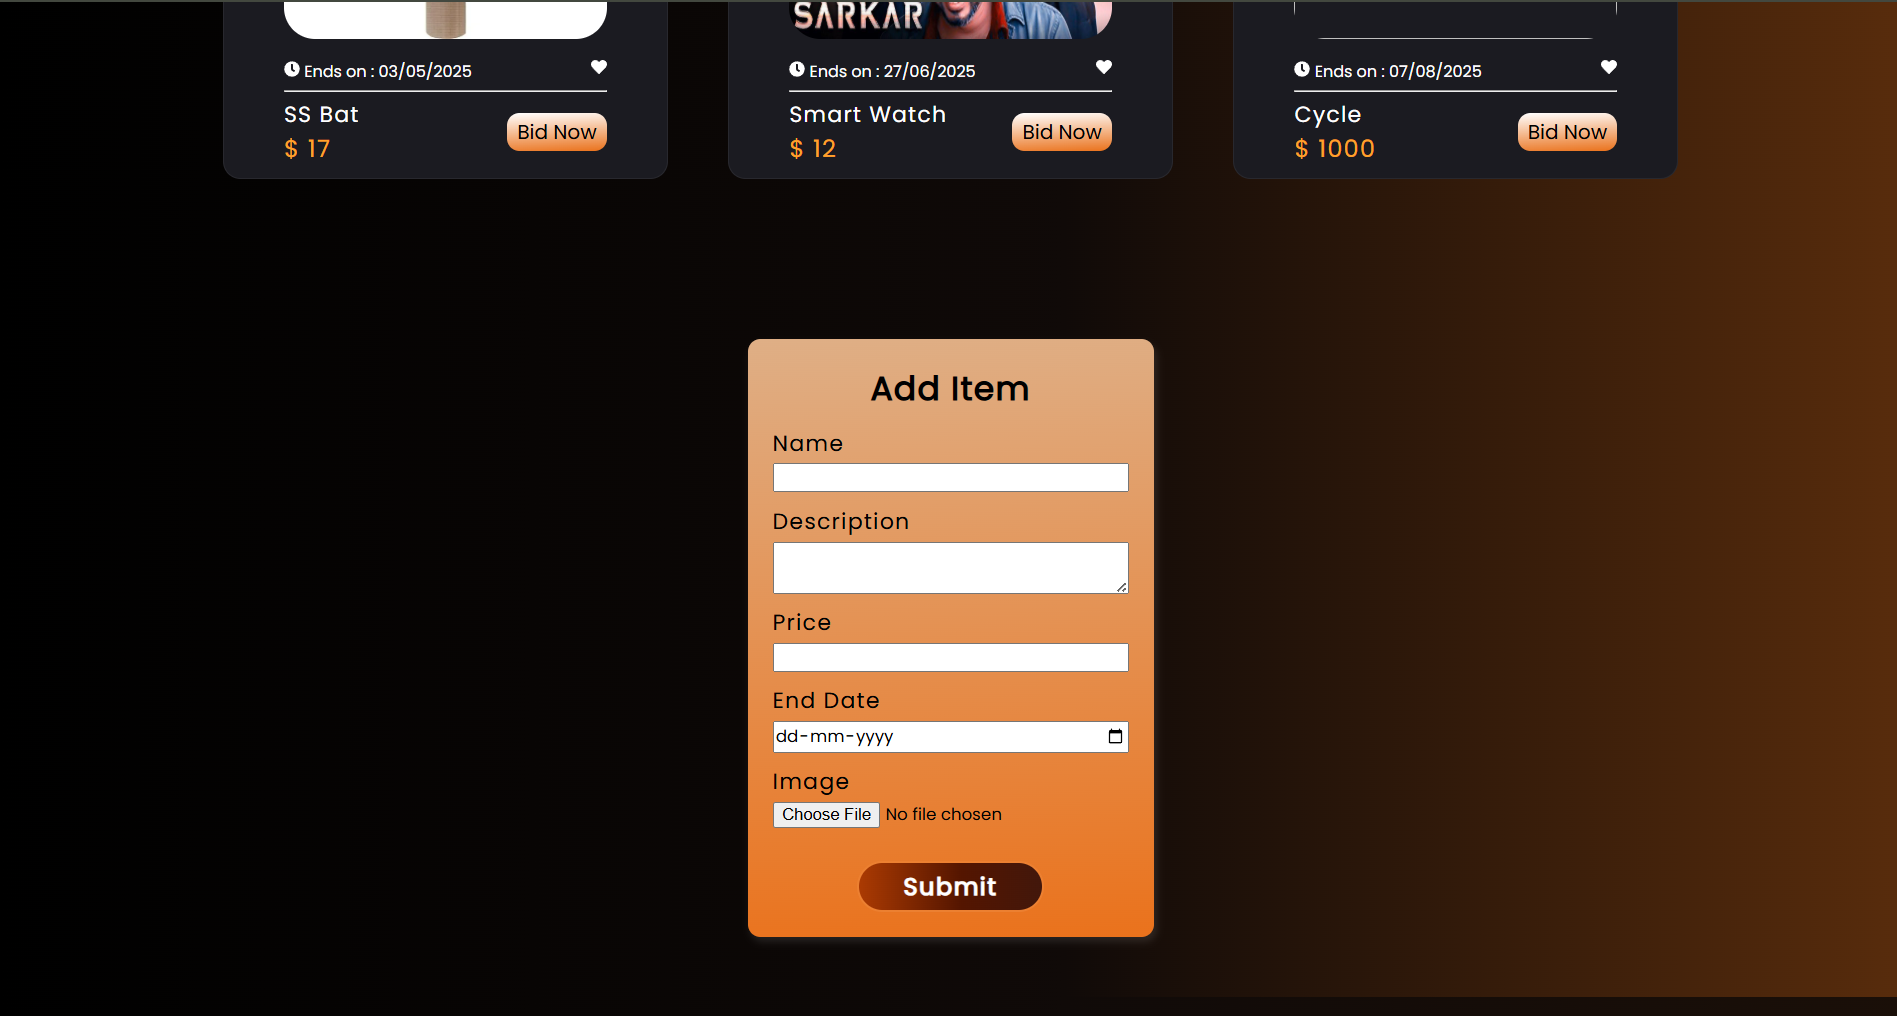 SARKAR
Ends on : 03/05/2025
SS Bat
$ 17
Bid Now
Ends on : 27/06/2025
Smart Watch
$ 12
Bid Now
Ends on : 07/08/2025
Cycle
$ 1000
Bid Now
Add Item
Name
Description
Price
End Date
dd-mm-yyyy
Image
Choose File No file chosen
Submit